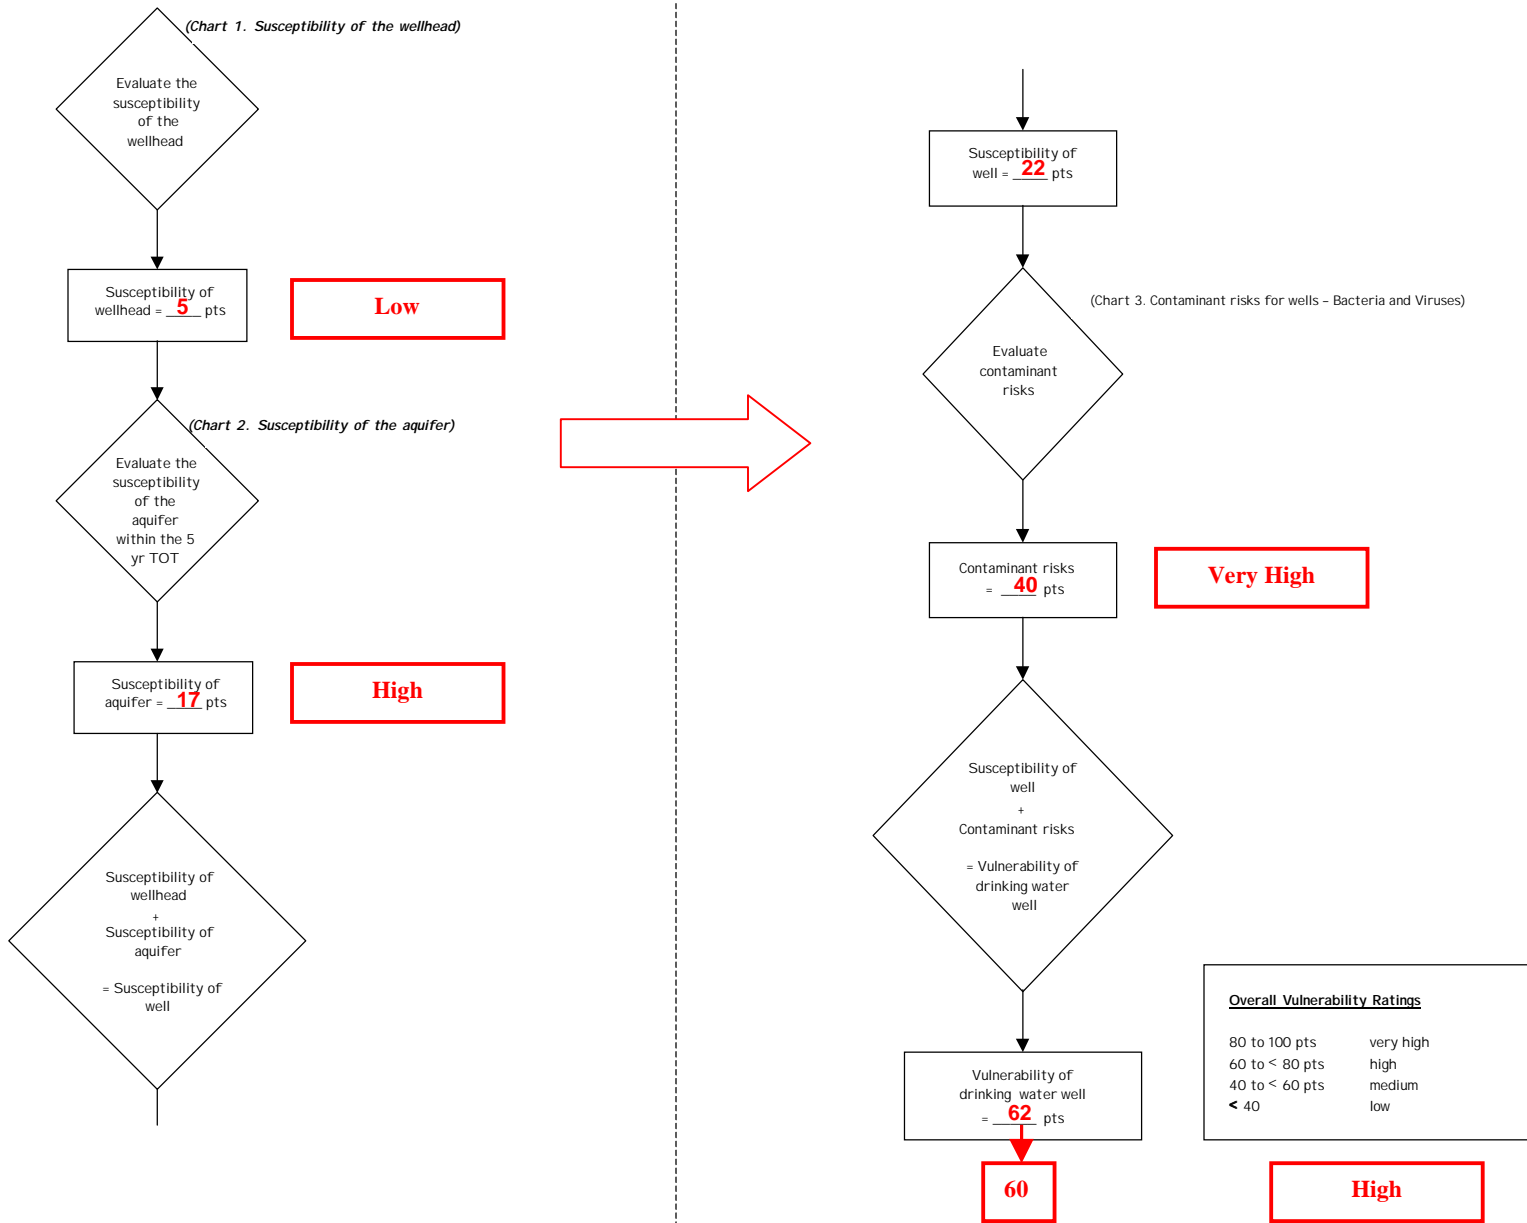 (Chart 1. Susceptibility of the wellhead)
Evaluate the
susceptibility
of the
wellhead
Susceptibility of
wellhead = 5 pts
Low
(Chart 2. Susceptibility of the aquifer)
Evaluate the
susceptibility
of the
aquifer
within the 5
yr TOT
Susceptibility of
aquifer = 17 pts
High
Susceptibility of
wellhead
+
Susceptibility of
aquifer
= Susceptibility of
well
Susceptibility of
well = 22 pts
(Chart 3. Contaminant risks for wells – Bacteria and Viruses)
Evaluate
contaminant
risks
Contaminant risks
= 40 pts
Very High
Susceptibility of
well
+
Contaminant risks
= Vulnerability of
drinking water
well
Vulnerability of
drinking water well
= 62 pts
60
Overall Vulnerability Ratings
80 to 100 pts very high
60 to < 80 pts high
40 to < 60 pts medium
< 40 low
High